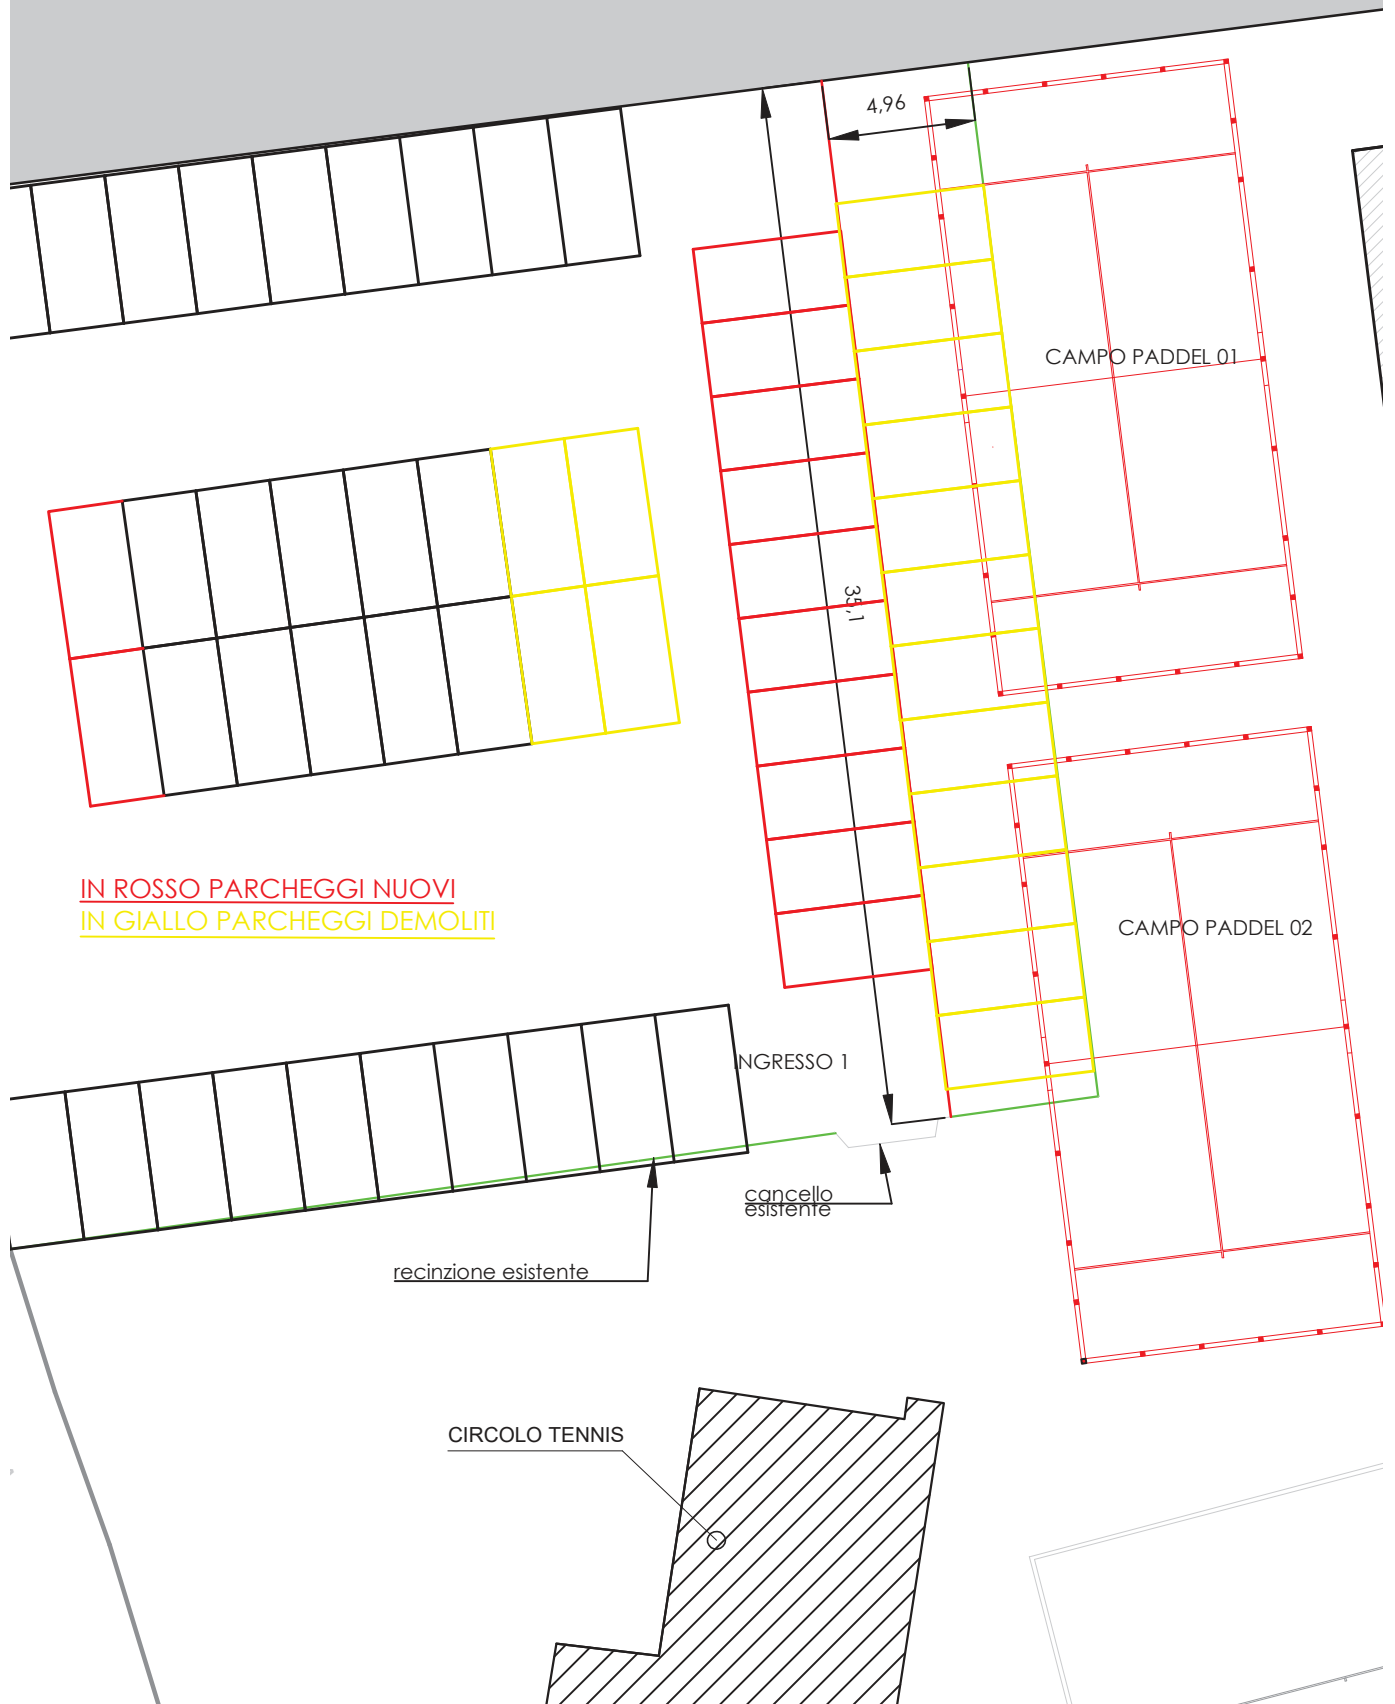 4,96
CAMPO PADDEL 01
35,1
IN ROSSO PARCHEGGI NUOVI
IN GIALLO PARCHEGGI DEMOLITI
CAMPO PADDEL 02
NGRESSO 1
cancello
esistente
recinzione esistente
CIRCOLO TENNIS